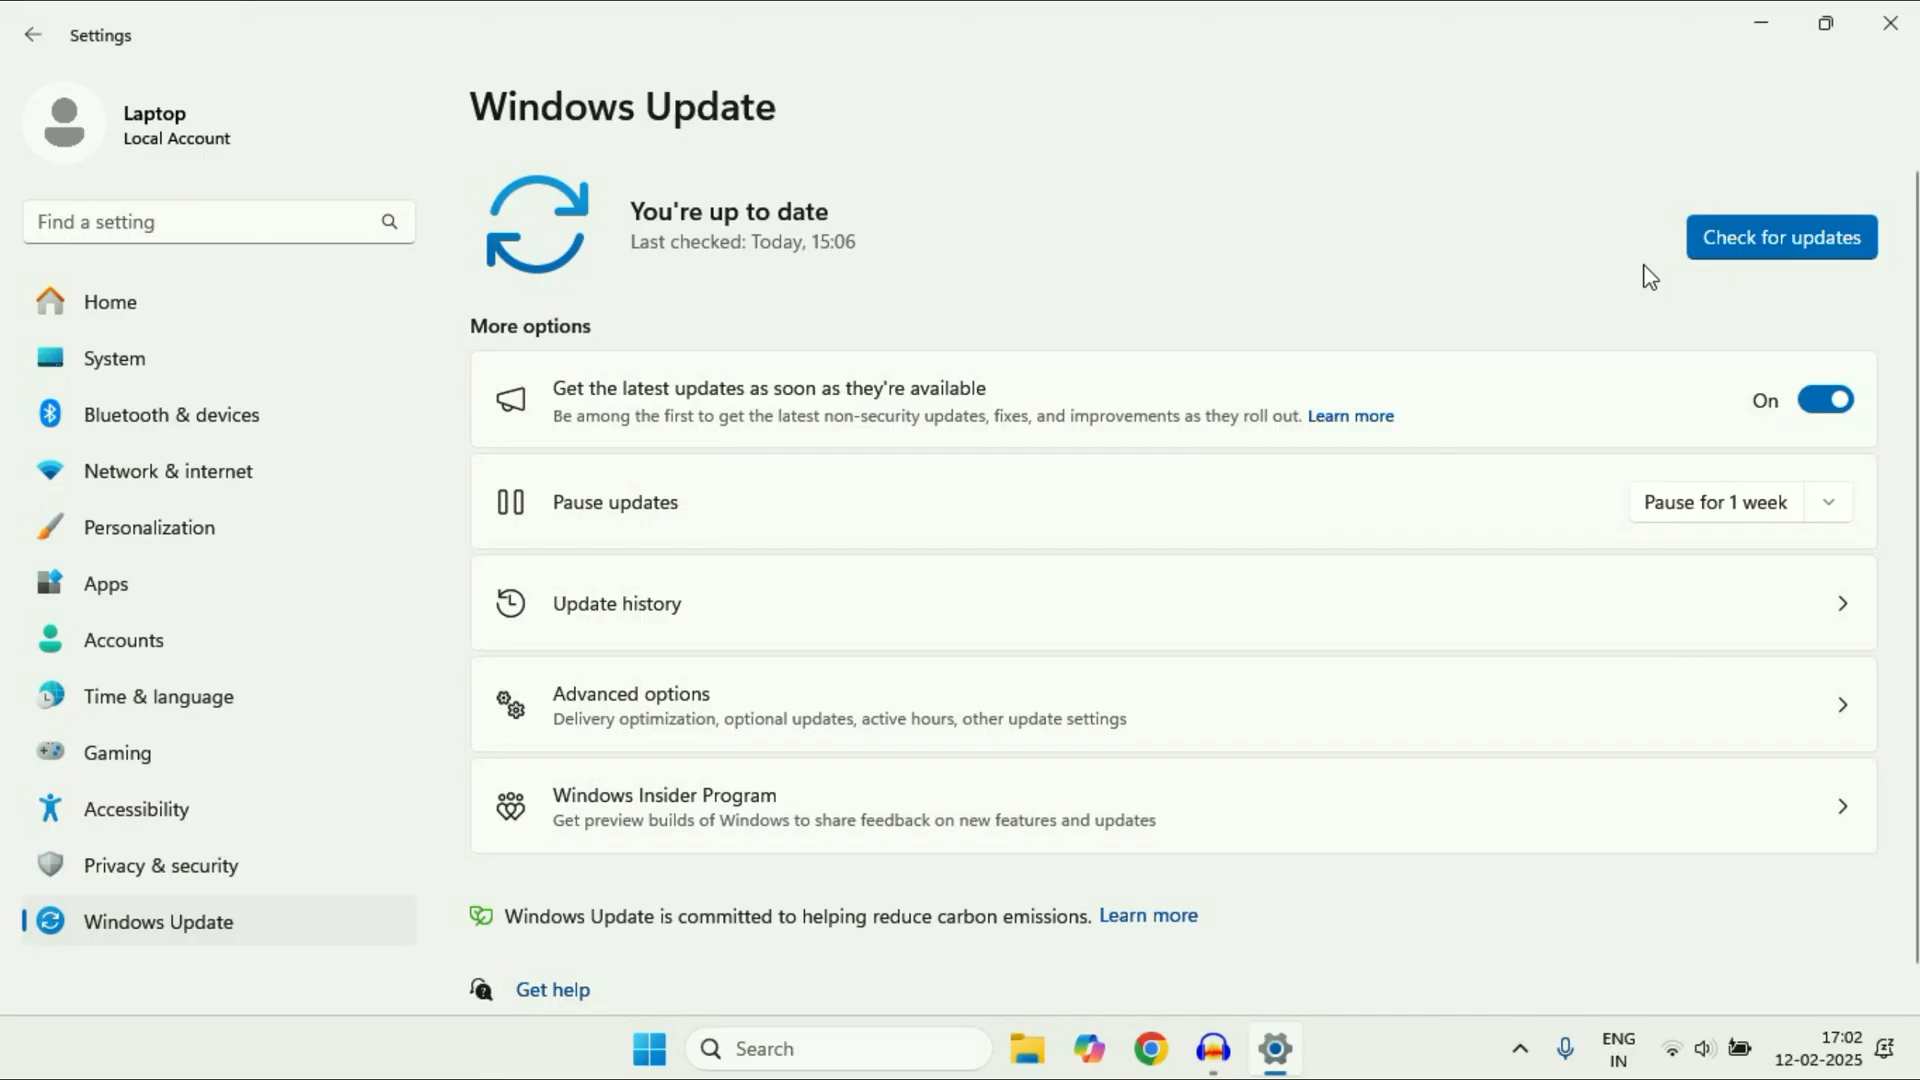 Settings
Laptop
Local Account
Find a setting
Home
System
Bluetooth & devices
Network & internet
Personalization
Apps
Accounts
Time & language
Gaming
Accessibility
Privacy & security
Windows Update
Windows Update
You're up to date
Last checked: Today, 15:06
Check for updates
More options
Get the latest updates as soon as they're available
Be among the first to get the latest non-security updates, fixes, and improvements as they roll out. Learn more
On
Pause updates
Pause for 1 week
Update history
Advanced options
Delivery optimization, optional updates, active hours, other update settings
Windows Insider Program
Get preview builds of Windows to share feedback on new features and updates
Windows Update is committed to helping reduce carbon emissions. Learn more
Get help
Search
ENG
IN
17:02
12-02-2025